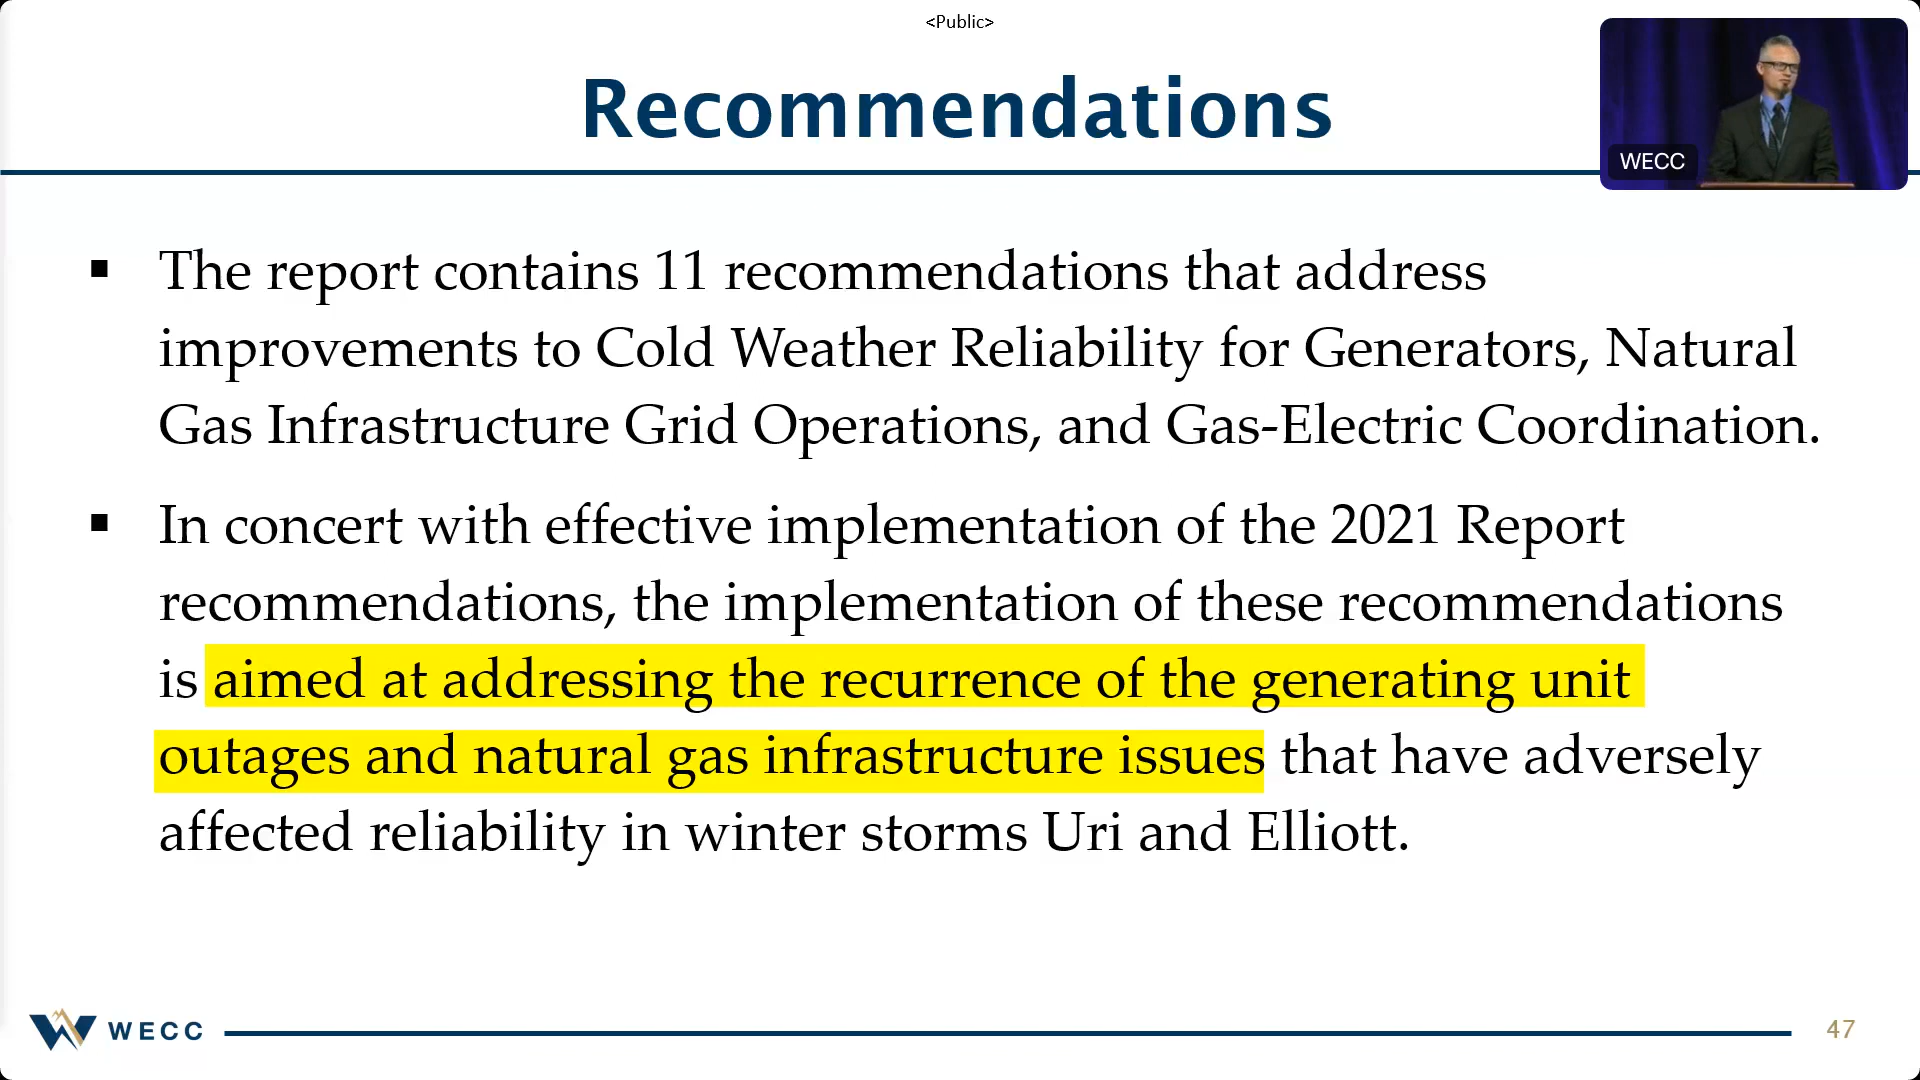 <Public>
Recommendations
WECC
▪ The report contains 11 recommendations that address
improvements to Cold Weather Reliability for Generators, Natural
Gas Infrastructure Grid Operations, and Gas-Electric Coordination.
▪ In concert with effective implementation of the 2021 Report
recommendations, the implementation of these recommendations
is aimed at addressing the recurrence of the generating unit
outages and natural gas infrastructure issues that have adversely
affected reliability in winter storms Uri and Elliott.
WECC
47